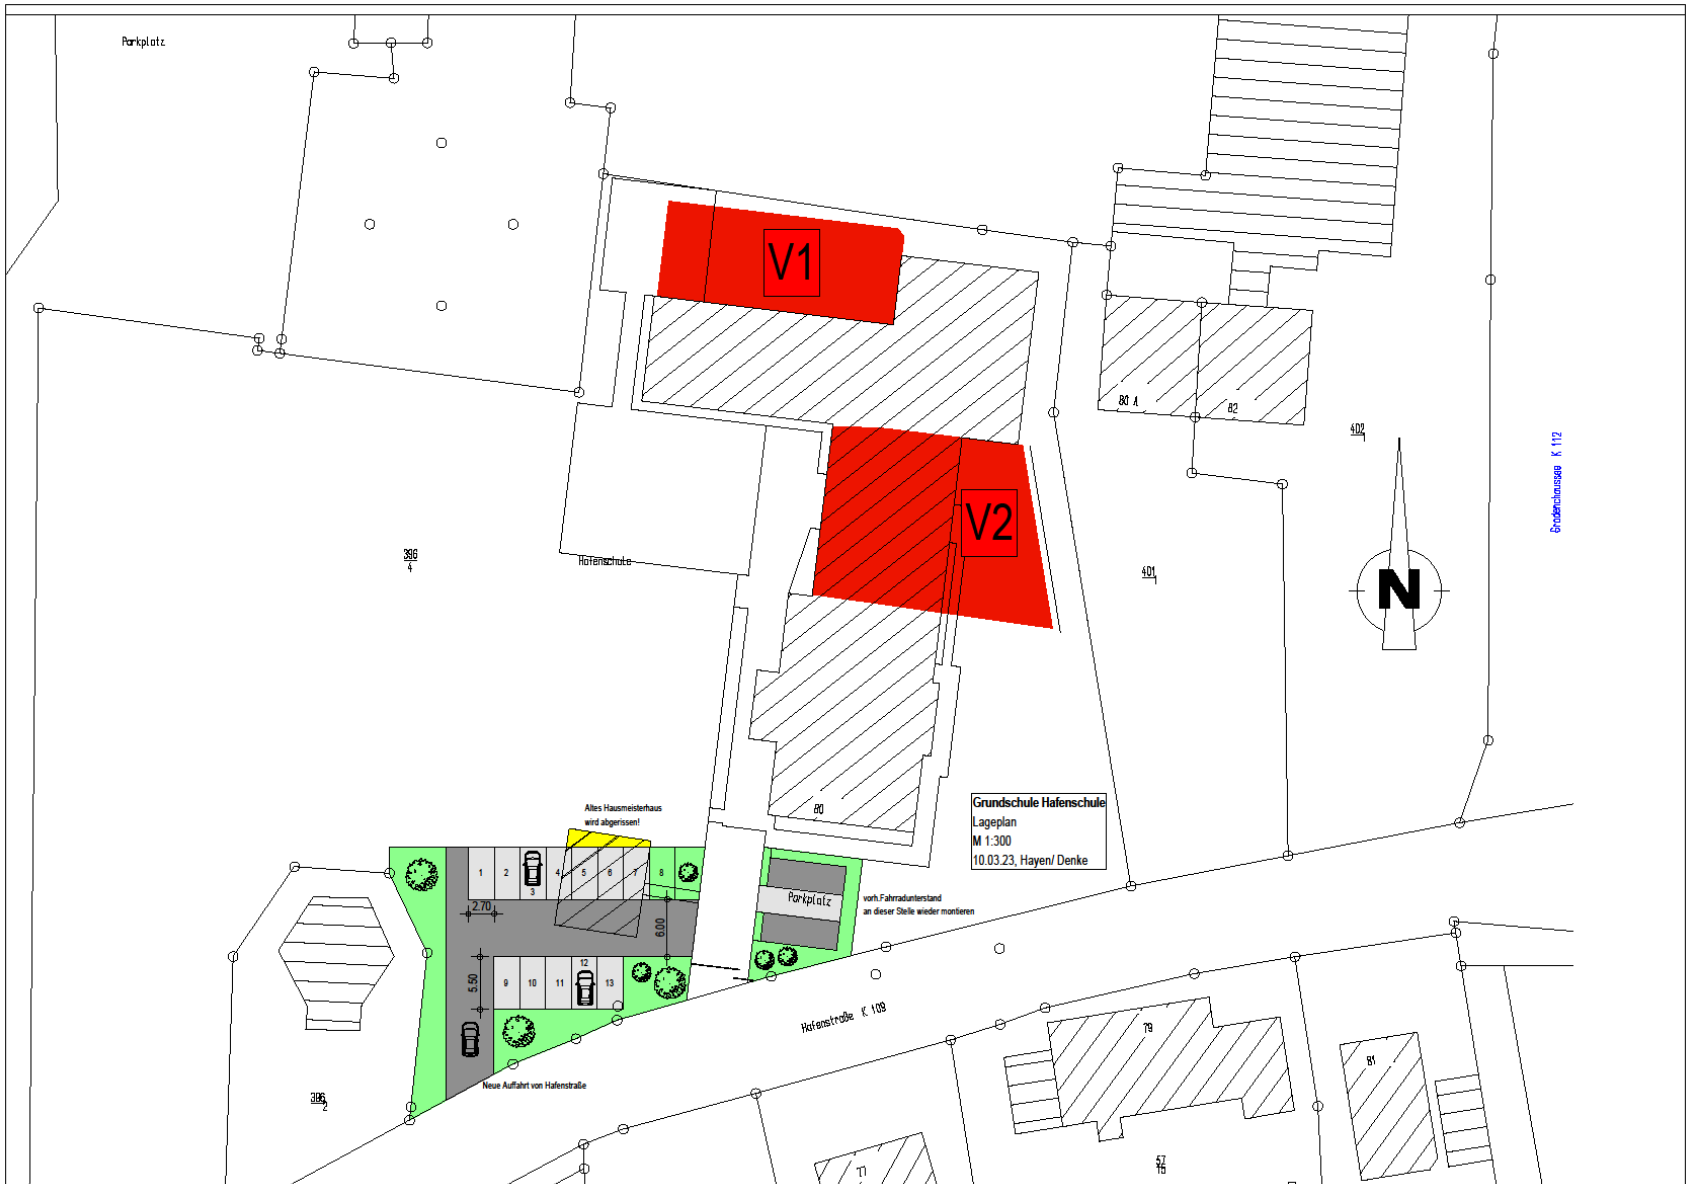 Parkplatz
V1
80 A
82
402
1
Grodenchaussee K 112
V2
396
4
Hafenschule
401
1
N
Altes Hausmeisterhaus
wird abgerissen!
80
Grundschule Hafenschule
Lageplan
M 1:300
10.03.23, Hayen/ Denke
1
2
3
4
5
6
7
8
2.70
6.00
Parkplatz
vorh.Fahrradunterstand
an dieser Stelle wieder montieren
5.50
9
10
11
12
13
Hafenstraße K 109
79
81
Neue Auffahrt von Hafenstraße
396
2
77
57
15